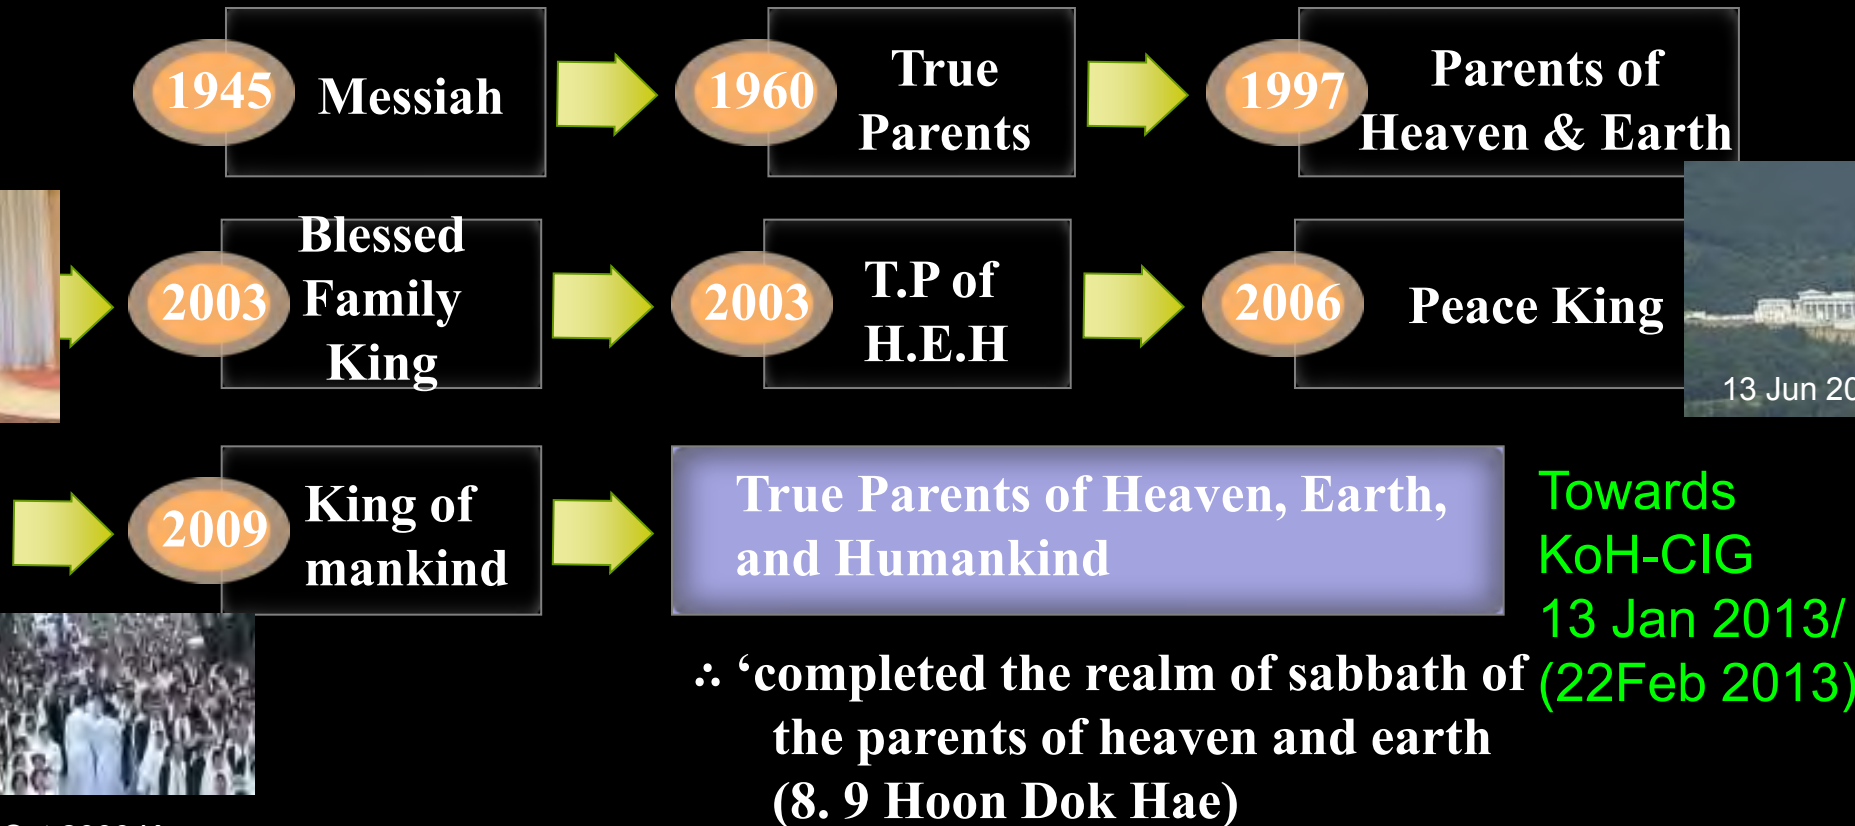 1945
Messiah
1960
True
Parents
1997
Parents of
Heaven & Earth
2003
Blessed
Family
King
2003
T.P of
H.E.H
2006
Peace King
13 Jun
2009
King of
mankind
True Parents of Heaven, Earth,
and Humankind
Towards
KoH-CIG
13 Jan 2013/
(22Feb 2013)
∴ ‘completed the realm of sabbath of
the parents of heaven and earth
(8. 9 Hoon Dok Hae)